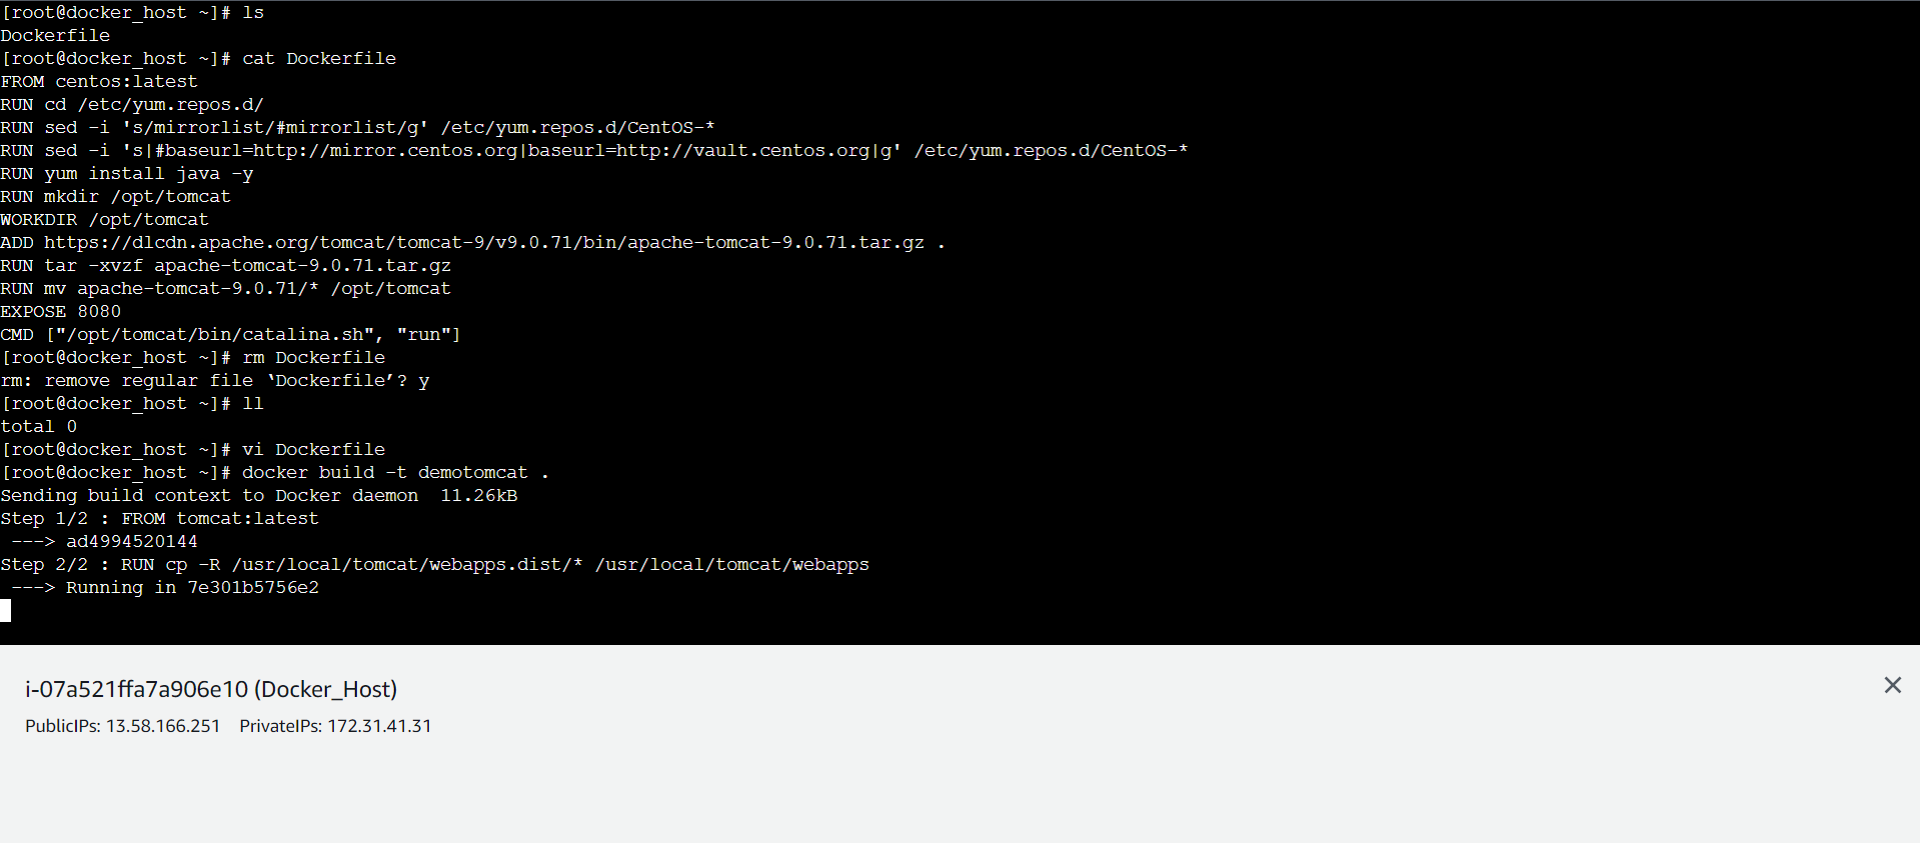 [root@docker_host ~]# ls
Dockerfile
[root@docker_host ~]# cat Dockerfile
FROM centos:latest
RUN cd /etc/yum.repos.d/
RUN sed -i 's/mirrorlist/#mirrorlist/g' /etc/yum.repos.d/CentOS-*
RUN sed -i 's|#baseurl=http://mirror.centos.org|baseurl=http://vault.centos.org|g' /etc/yum.repos.d/CentOS-*
RUN yum install java -y
RUN mkdir /opt/tomcat
WORKDIR /opt/tomcat
ADD https://dlcdn.apache.org/tomcat/tomcat-9/v9.0.71/bin/apache-tomcat-9.0.71.tar.gz .
RUN tar -xvzf apache-tomcat-9.0.71.tar.gz
RUN mv apache-tomcat-9.0.71/* /opt/tomcat
EXPOSE 8080
CMD ["/opt/tomcat/bin/catalina.sh", "run"]
[root@docker_host ~]# rm Dockerfile
rm: remove regular file ‘Dockerfile’? y
[root@docker_host ~]# ll
total 0
[root@docker_host ~]# vi Dockerfile
[root@docker_host ~]# docker build -t demotomcat .
Sending build context to Docker daemon  11.26kB
Step 1/2 : FROM tomcat:latest
 ---> ad4994520144
Step 2/2 : RUN cp -R /usr/local/tomcat/webapps.dist/* /usr/local/tomcat/webapps
 ---> Running in 7e301b5756e2
i-07a521ffa7a906e10 (Docker_Host)
PublicIPs: 13.58.166.251 PrivateIPs: 172.31.41.31